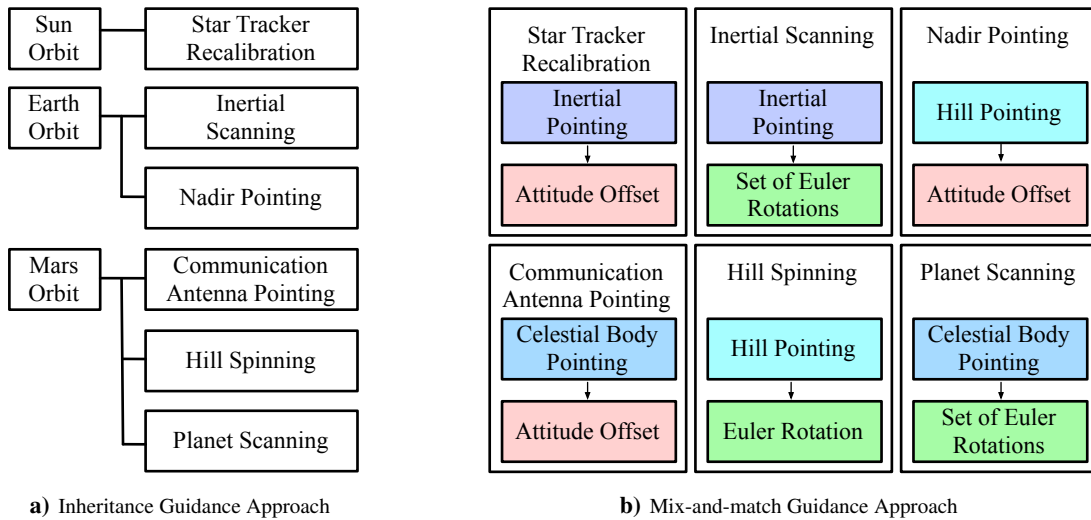 Sun
Orbit
Star Tracker
Recalibration
Earth
Orbit
Inertial
Scanning
Nadir Pointing
Mars
Orbit
Communication
Antenna Pointing
Hill Spinning
Planet Scanning
a) Inheritance Guidance Approach
Star Tracker
Recalibration
Inertial
Pointing
Attitude Offset
Inertial Scanning
Inertial
Pointing
Set of Euler
Rotations
Nadir Pointing
Hill Pointing
Attitude Offset
Communication
Antenna Pointing
Celestial Body
Pointing
Attitude Offset
Hill Spinning
Hill Pointing
Euler Rotation
Planet Scanning
Celestial Body
Pointing
Set of Euler
Rotations
b) Mix-and-match Guidance Approach